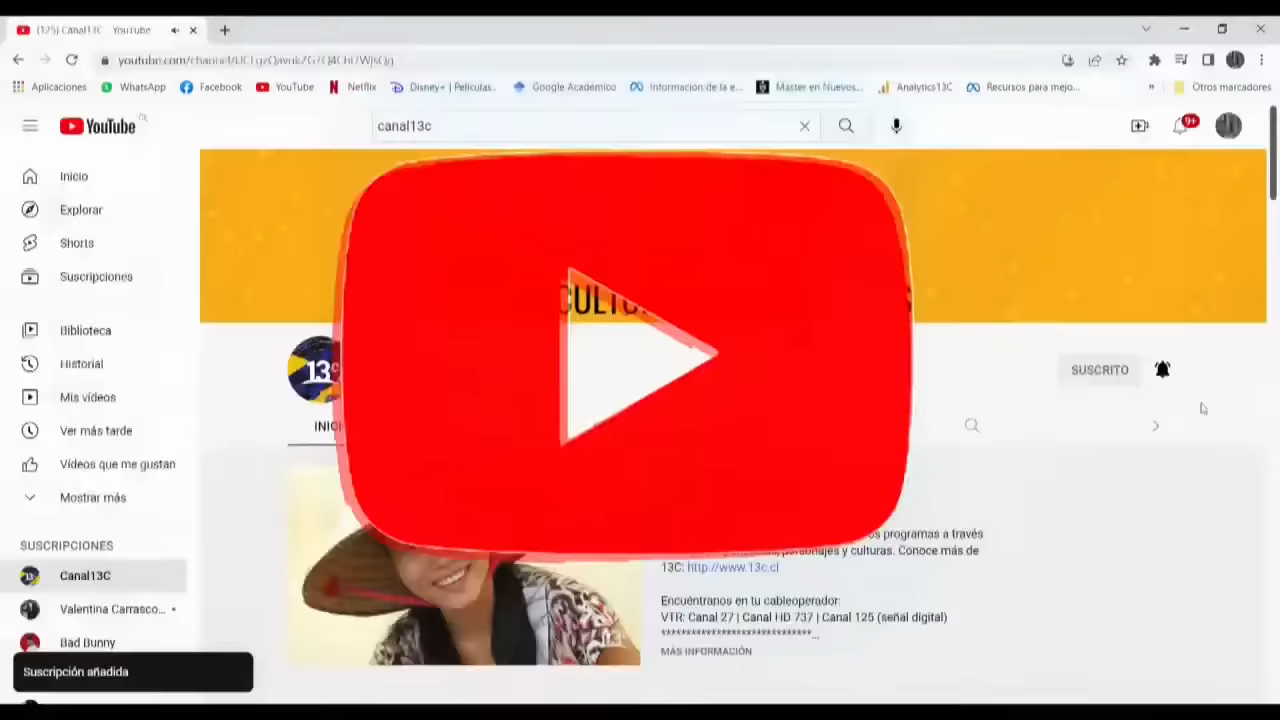 (125) Canal13C - YouTube
Aplicaciones
WhatsApp
Facebook
YouTube
Netflix
Disney+ | Películas...
Google Académico
Información de la e...
Máster en Nuevos...
Analytics13C
Recursos para mejo...
»
Otros marcadores
YouTube
canal13c
9+
Inicio
Explorar
Shorts
Suscripciones
CULTU
SUSCRITO
Biblioteca
Historial
13C
Mis vídeos
Ver más tarde
INICI
Vídeos que me gustan
Mostrar más
SUSCRIPCIONES
programas a través
personajes y culturas. Conoce más de
13C: http://www.13c.cl
Canal13C
Valentina Carrasco...
Encuéntranos en tu cableoperador:
VTR: Canal 27 | Canal HD 737 | Canal 125 (señal digital)
*****************************...
Bad Bunny
MÁS INFORMACIÓN
Suscripción añadida